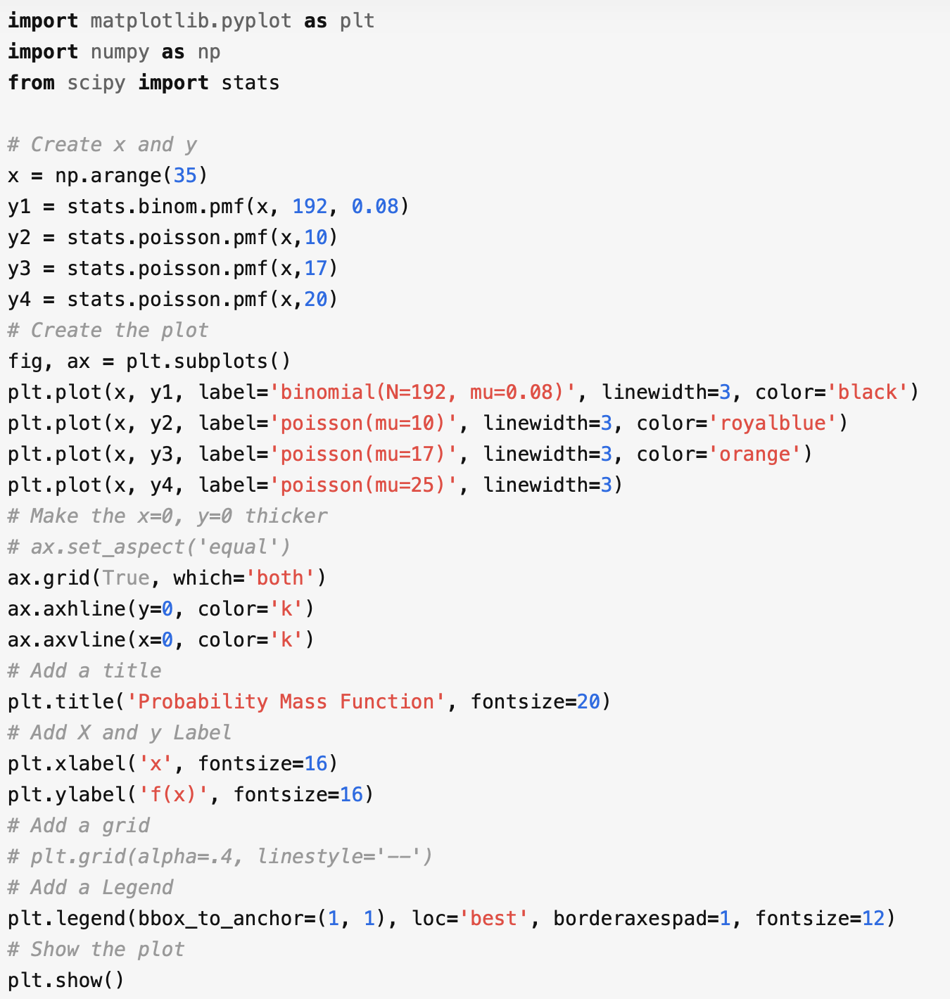 import matplotlib.pyplot as plt
import numpy as np
from scipy import stats

# Create x and y
x = np.arange(35)
y1 = stats.binom.pmf(x, 192, 0.08)
y2 = stats.poisson.pmf(x,10)
y3 = stats.poisson.pmf(x,17)
y4 = stats.poisson.pmf(x,20)
# Create the plot
fig, ax = plt.subplots()
plt.plot(x, y1, label='binomial(N=192, mu=0.08)', linewidth=3, color='black')
plt.plot(x, y2, label='poisson(mu=10)', linewidth=3, color='royalblue')
plt.plot(x, y3, label='poisson(mu=17)', linewidth=3, color='orange')
plt.plot(x, y4, label='poisson(mu=25)', linewidth=3)
# Make the x=0, y=0 thicker
# ax.set_aspect('equal')
ax.grid(True, which='both')
ax.axhline(y=0, color='k')
ax.axvline(x=0, color='k')
# Add a title
plt.title('Probability Mass Function', fontsize=20)
# Add X and y Label
plt.xlabel('x', fontsize=16)
plt.ylabel('f(x)', fontsize=16)
# Add a grid
# plt.grid(alpha=.4, linestyle='--')
# Add a Legend
plt.legend(bbox_to_anchor=(1, 1), loc='best', borderaxespad=1, fontsize=12)
# Show the plot
plt.show()